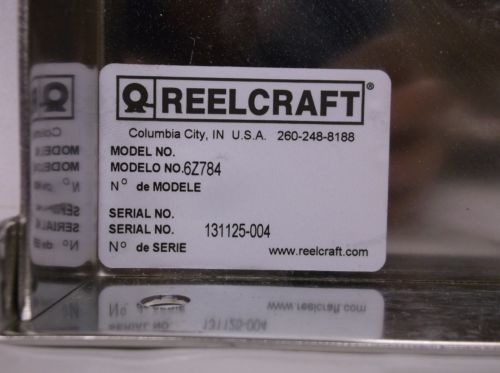 REELCRAFT®
Columbia City, IN U.S.A. 260-248-8188
MODEL NO.
MODELO NO. 6Z784
N° de MODELE
SERIAL NO.
SERIAL NO. 131125-004
N° de SERIE www.reelcraft.com